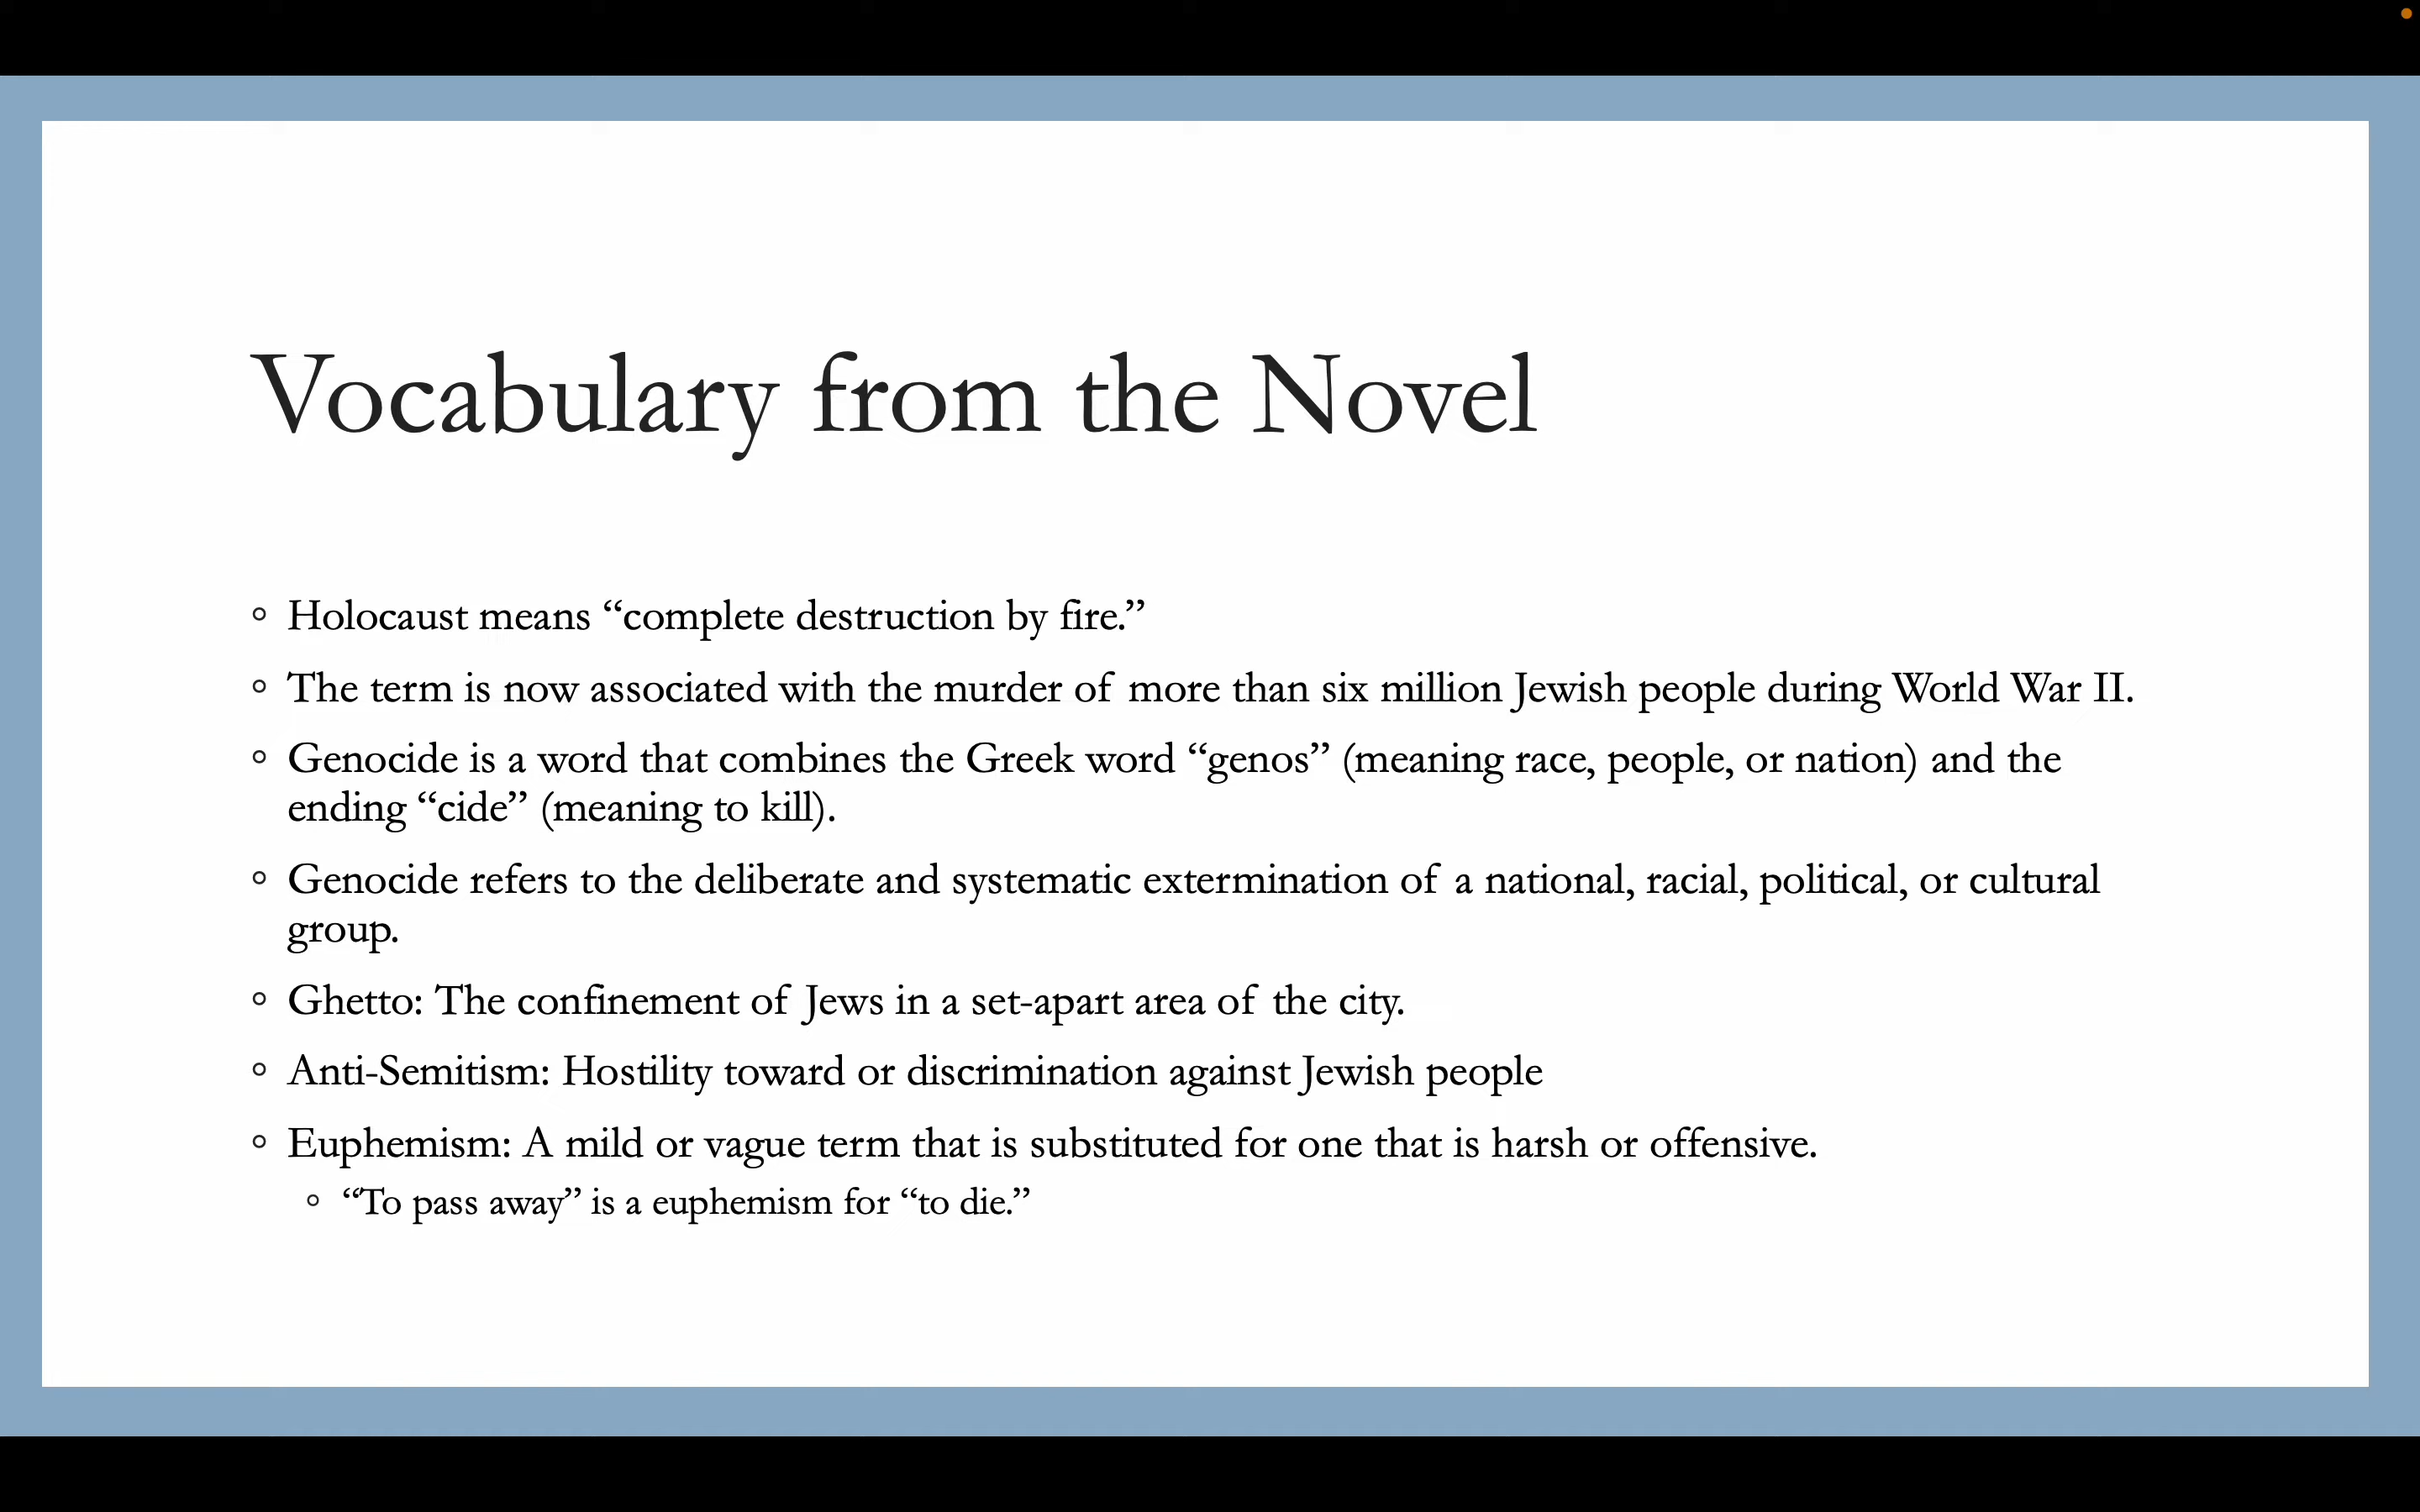 Vocabulary from the Novel
◦ Holocaust means “complete destruction by fire.”
◦ The term is now associated with the murder of more than six million Jewish people during World War II.
◦ Genocide is a word that combines the Greek word “genos” (meaning race, people, or nation) and the
ending “cide” (meaning to kill).
◦ Genocide refers to the deliberate and systematic extermination of a national, racial, political, or cultural
group.
◦ Ghetto: The confinement of Jews in a set-apart area of the city.
◦ Anti-Semitism: Hostility toward or discrimination against Jewish people
◦ Euphemism: A mild or vague term that is substituted for one that is harsh or offensive.
◦ “To pass away” is a euphemism for “to die.”